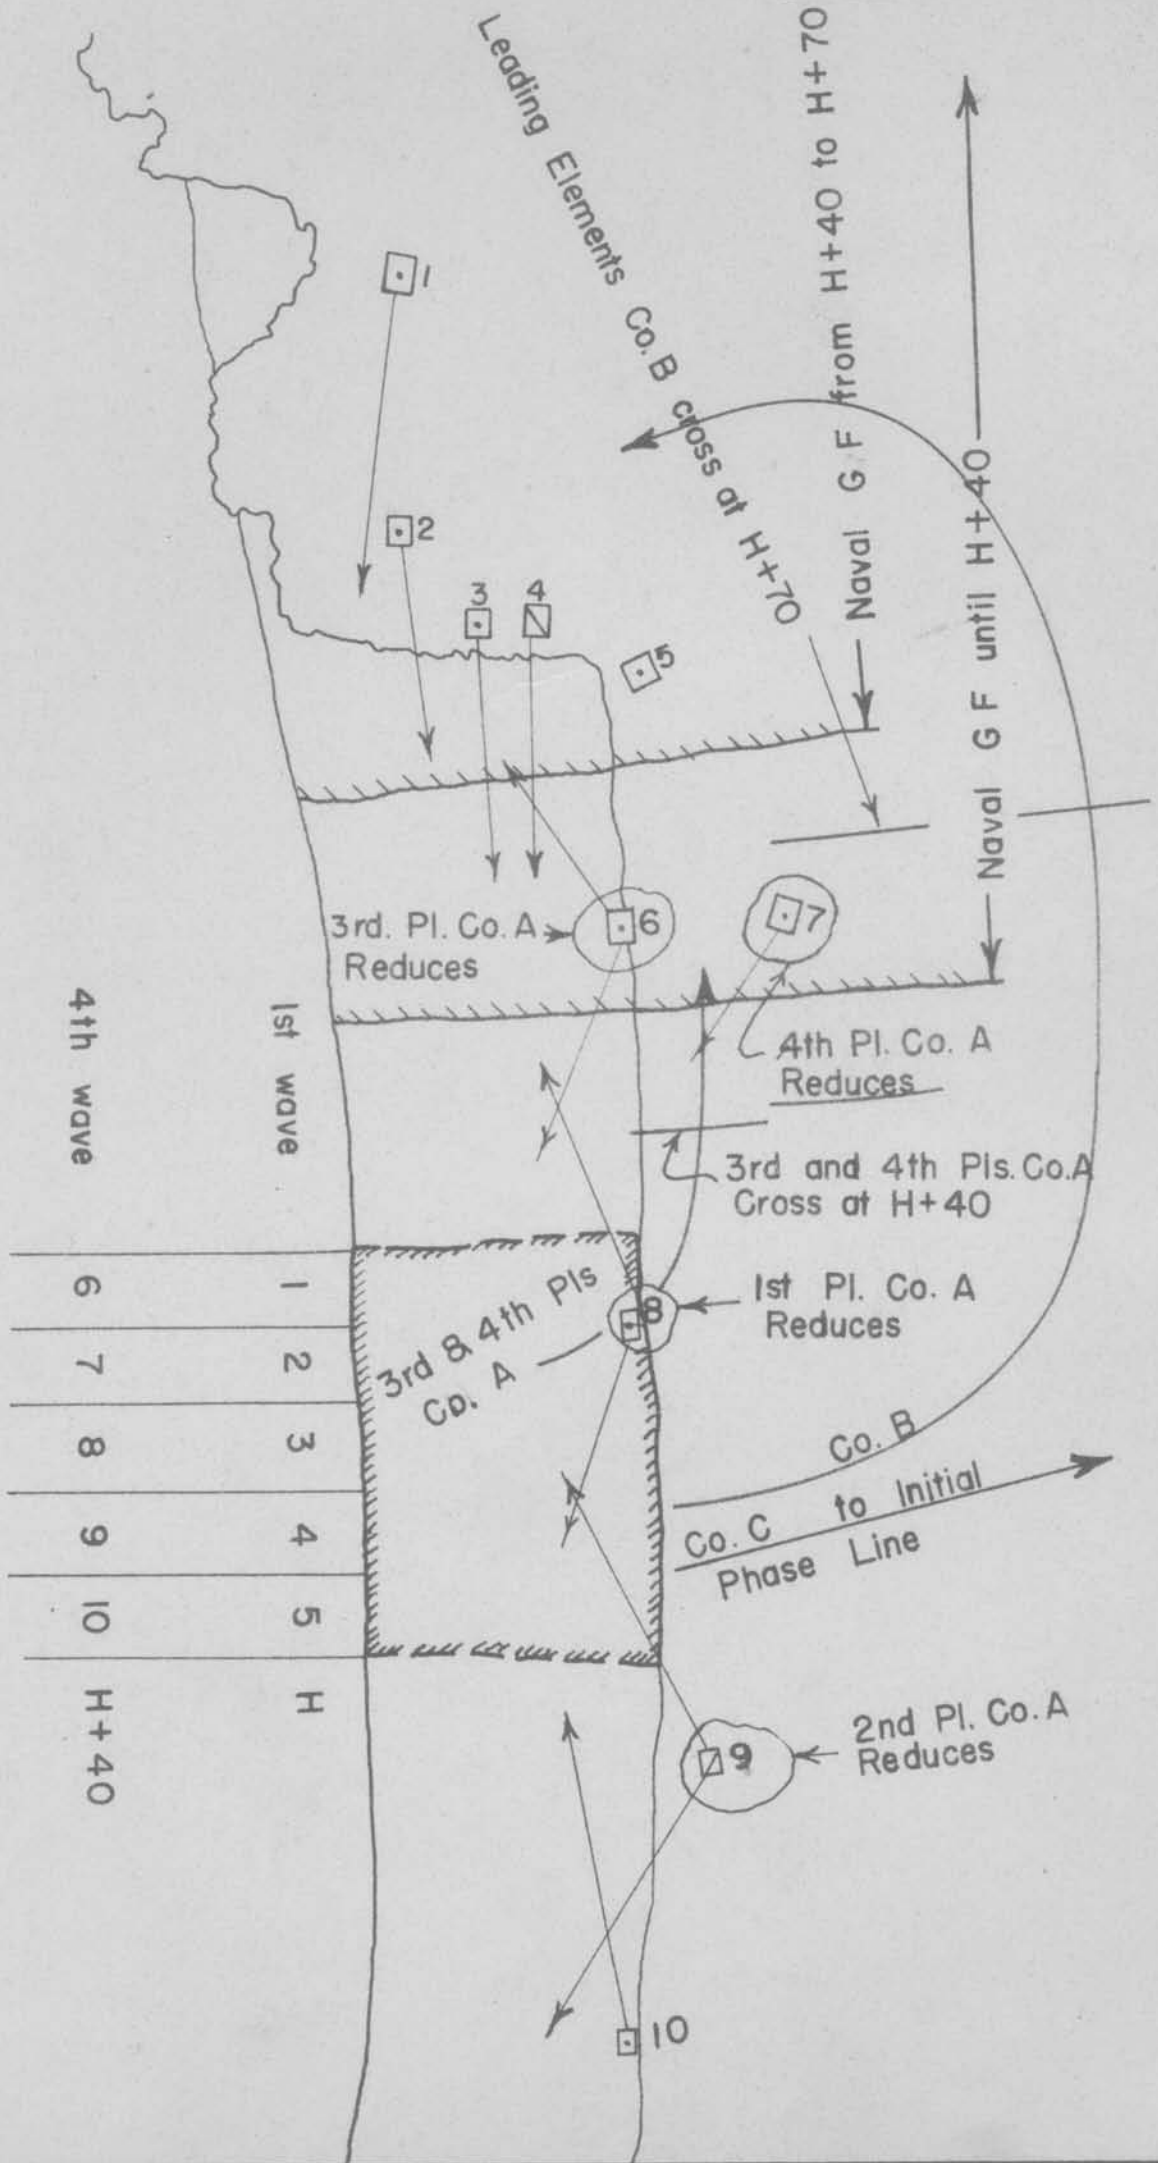 Leading Elements Co. B cross at H+70
Naval G F from H+40 to H+70
Naval G F until H+40
1
2
3
4
5
3rd. Pl. Co. A
Reduces
6
7
4th Pl. Co. A
Reduces
3rd and 4th Pls. Co. A
Cross at H+40
8
1st Pl. Co. A
Reduces
3rd & 4th Pls
Co. A
Co. B
Co. C to Initial
Phase Line
9
2nd Pl. Co. A
Reduces
10
1st wave 1 2 3 4 5 H
4th wave 6 7 8 9 10 H+40